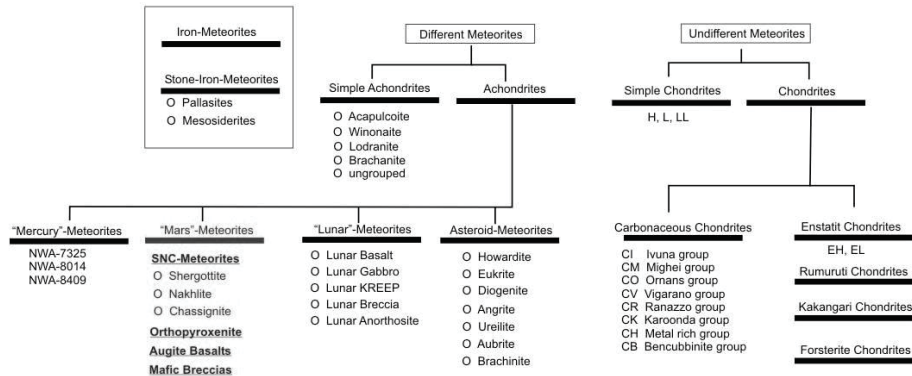 Iron-Meteorites
Stone-Iron-Meteorites
O Pallasites
O Mesosiderites
Different Meteorites
Simple Achondrites
O Acapulcoite
O Winonaite
O Lodranite
O Brachanite
O ungrouped
Achondrites
"Mercury"-Meteorites
NWA-7325
NWA-8014
NWA-8409
"Mars"-Meteorites
SNC-Meteorites
O Shergottite
O Nakhlite
O Chassignite
Orthopyroxenite
Augite Basalts
Mafic Breccias
"Lunar"-Meteorites
O Lunar Basalt
O Lunar Gabbro
O Lunar KREEP
O Lunar Breccia
O Lunar Anorthosite
Asteroid-Meteorites
O Howardite
O Eukrite
O Diogenite
O Angrite
O Ureilite
O Aubrite
O Brachinite
Undifferent Meteorites
Simple Chondrites
H, L, LL
Chondrites
Carbonaceous Chondrites
CI Ivuna group
CM Mighei group
CO Ornans group
CV Vigarano group
CR Ranazzo group
CK Karoonda group
CH Metal rich group
CB Bencubbinite group
Enstatit Chondrites
EH, EL
Rumuruti Chondrites
Kakangari Chondrites
Forsterite Chondrites